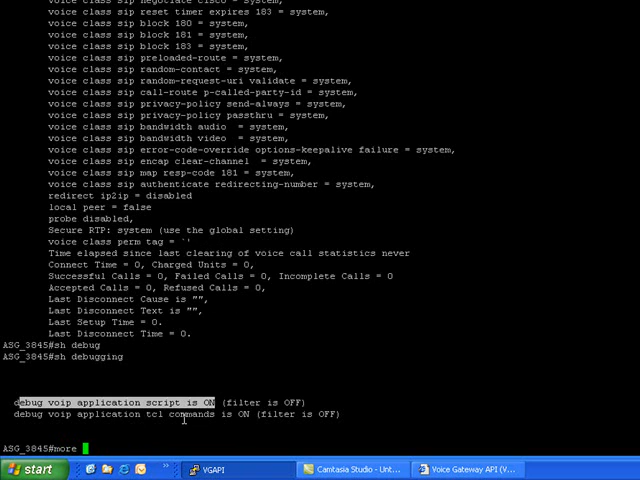 voice class sip negotiate cisco = system,
voice class sip reset timer expires 183 = system,
voice class sip block 180 = system,
voice class sip block 181 = system,
voice class sip block 183 = system,
voice class sip preloaded-route = system,
voice class sip random-contact = system,
voice class sip random-request-uri validate = system,
voice class sip call-route p-called-party-id = system,
voice class sip privacy-policy send-always = system,
voice class sip privacy-policy passthru = system,
voice class sip bandwidth audio  = system,
voice class sip bandwidth video  = system,
voice class sip error-code-override options-keepalive failure = system,
voice class sip encap clear-channel  = system,
voice class sip map resp-code 181 = system,
voice class sip authenticate redirecting-number = system,
redirect ip2ip = disabled
local peer = false
probe disabled,
Secure RTP: system (use the global setting)
voice class perm tag = `'
Time elapsed since last clearing of voice call statistics never
Connect Time = 0, Charged Units = 0,
Successful Calls = 0, Failed Calls = 0, Incomplete Calls = 0
Accepted Calls = 0, Refused Calls = 0,
Last Disconnect Cause is "",
Last Disconnect Text is "",
Last Setup Time = 0.
Last Disconnect Time = 0.
ASG_3845#sh debug
ASG_3845#sh debugging
debug voip application script is ON (filter is OFF)
debug voip application tcl commands is ON (filter is OFF)
ASG_3845#more
start
VGAPI
Camtasia Studio - Unt...
Voice Gateway API (V...